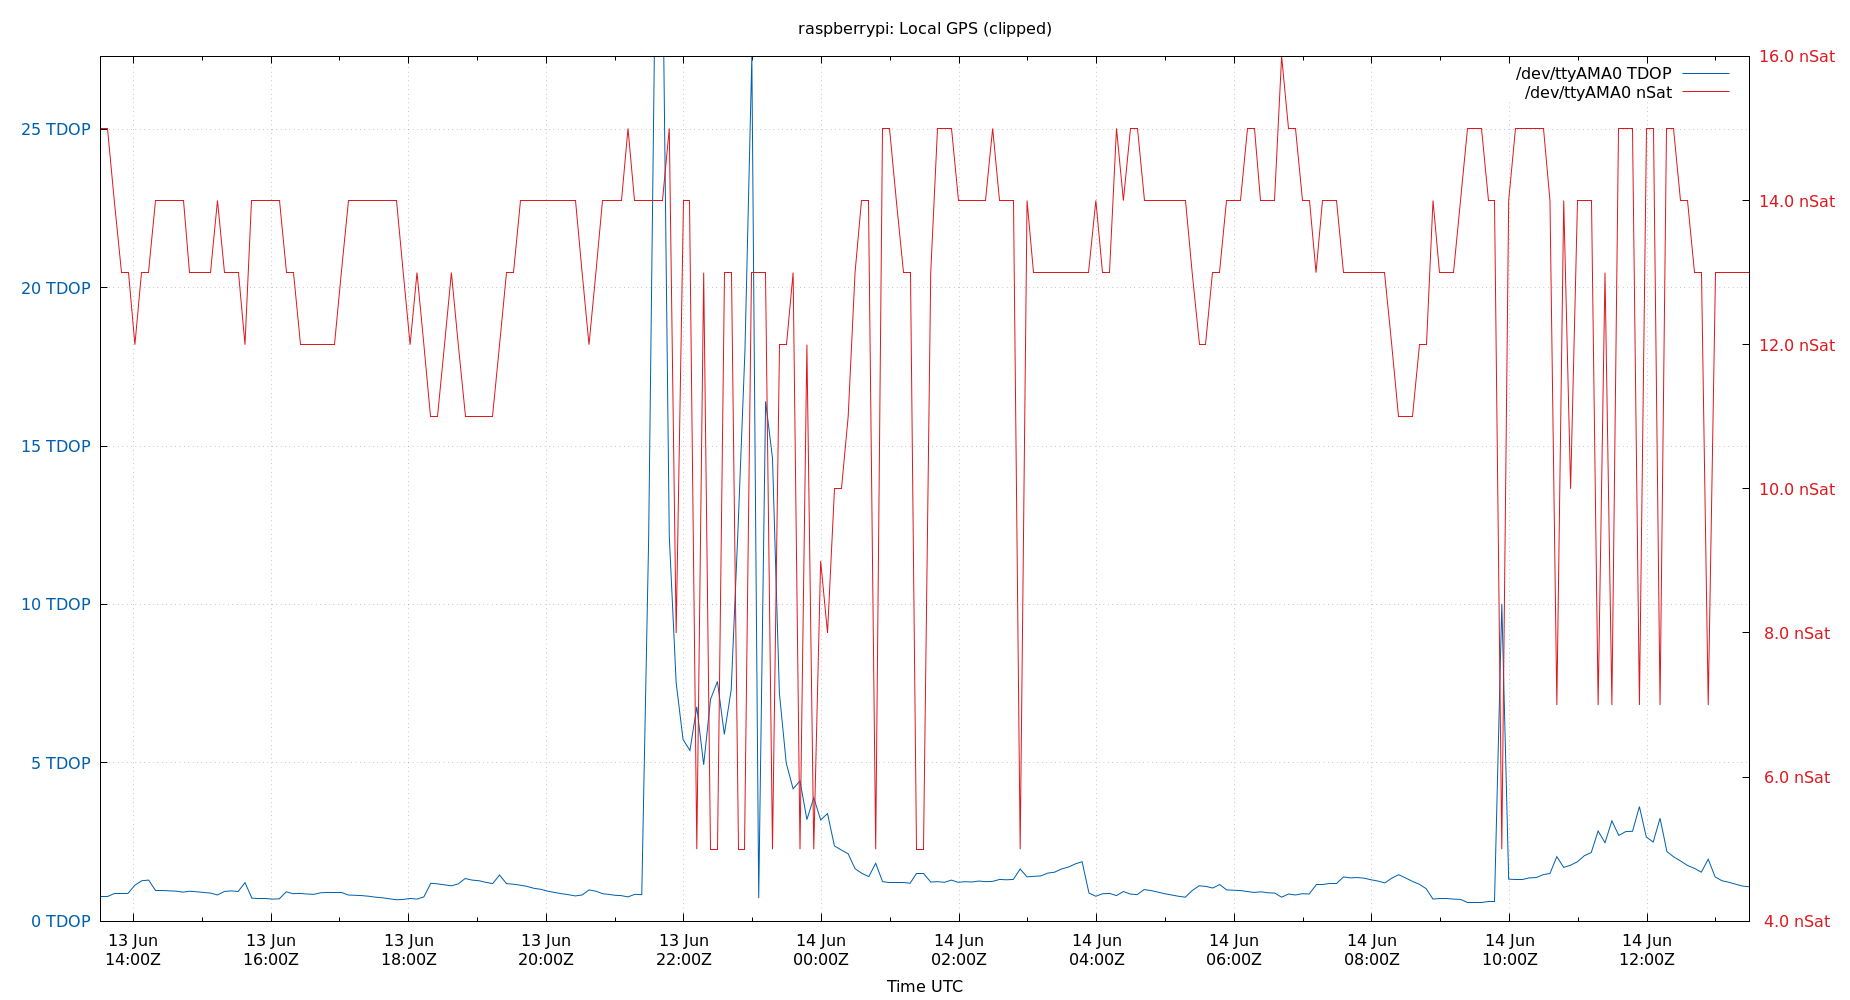 raspberrypi: Local GPS (clipped)
16.0 nSat
/dev/ttyAMA0 TDOP
/dev/ttyAMA0 nSat
25 TDOP
14.0 nSat
20 TDOP
12.0 nSat
15 TDOP
10.0 nSat
10 TDOP
8.0 nSat
5 TDOP
6.0 nSat
0 TDOP
4.0 nSat
13 Jun 13 Jun 13 Jun 13 Jun 13 Jun 14 Jun 14 Jun 14 Jun 14 Jun 14 Jun 14 Jun 14 Jun
14:00Z 16:00Z 18:00Z 20:00Z 22:00Z 00:00Z 02:00Z 04:00Z 06:00Z 08:00Z 10:00Z 12:00Z
Time UTC